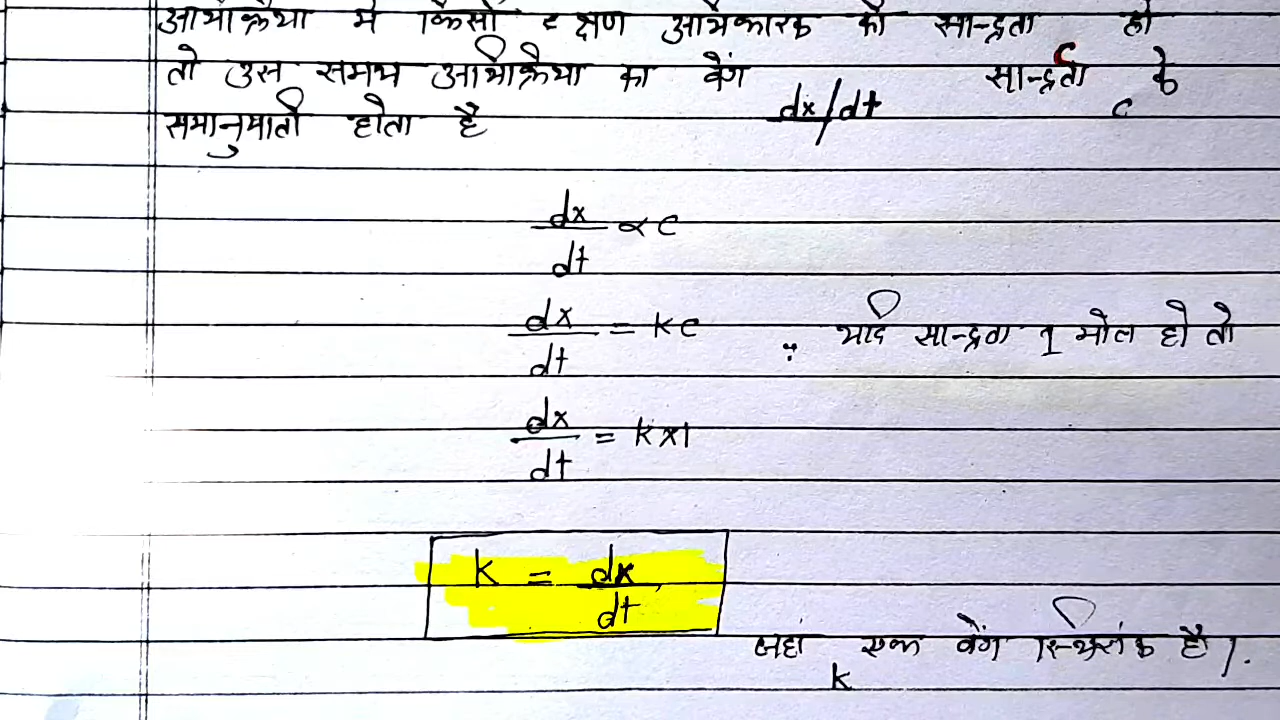 अभिक्रिया में किसी क्षण अभिकारक की सान्द्रता c हो
तो उस समय अभिक्रिया का वेंग dx/dt सान्द्रता c के
समानुपाती होता है
dx/dt ∝ c
dx/dt = kc ∵ यदि सान्द्रता 1 मोल हो तो
dx/dt = k×1
k = dx/dt
जहां k एक वेंग स्थिरांक है।